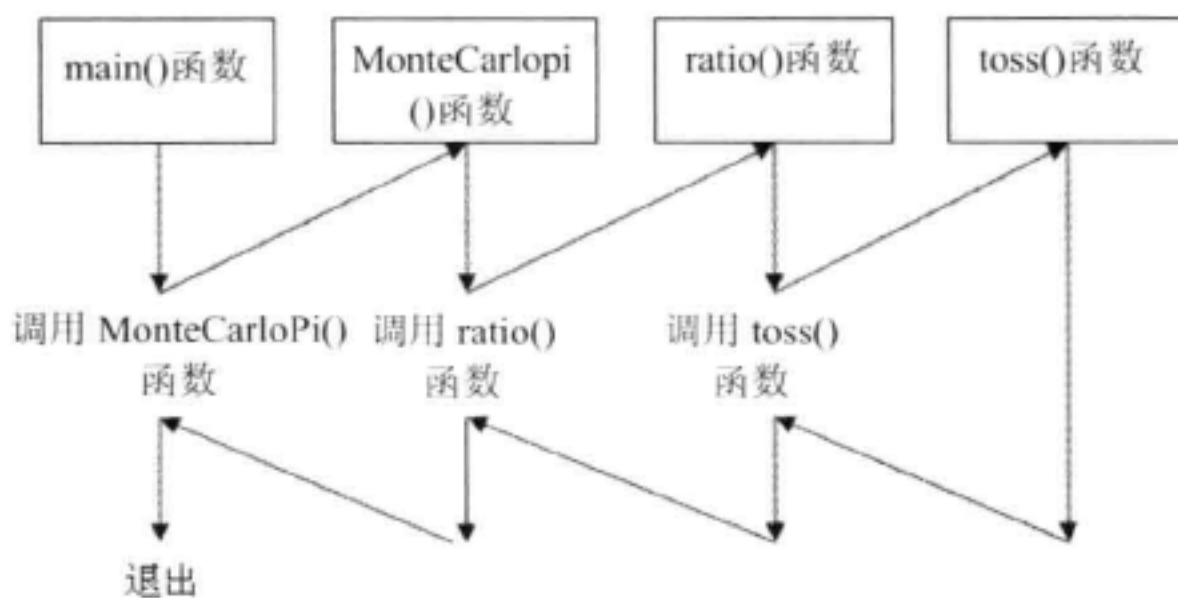 main()函数
MonteCarlopi
()函数
ratio()函数
toss()函数
调用 MonteCarloPi()
函数
调用 ratio()
函数
调用 toss()
函数
退出